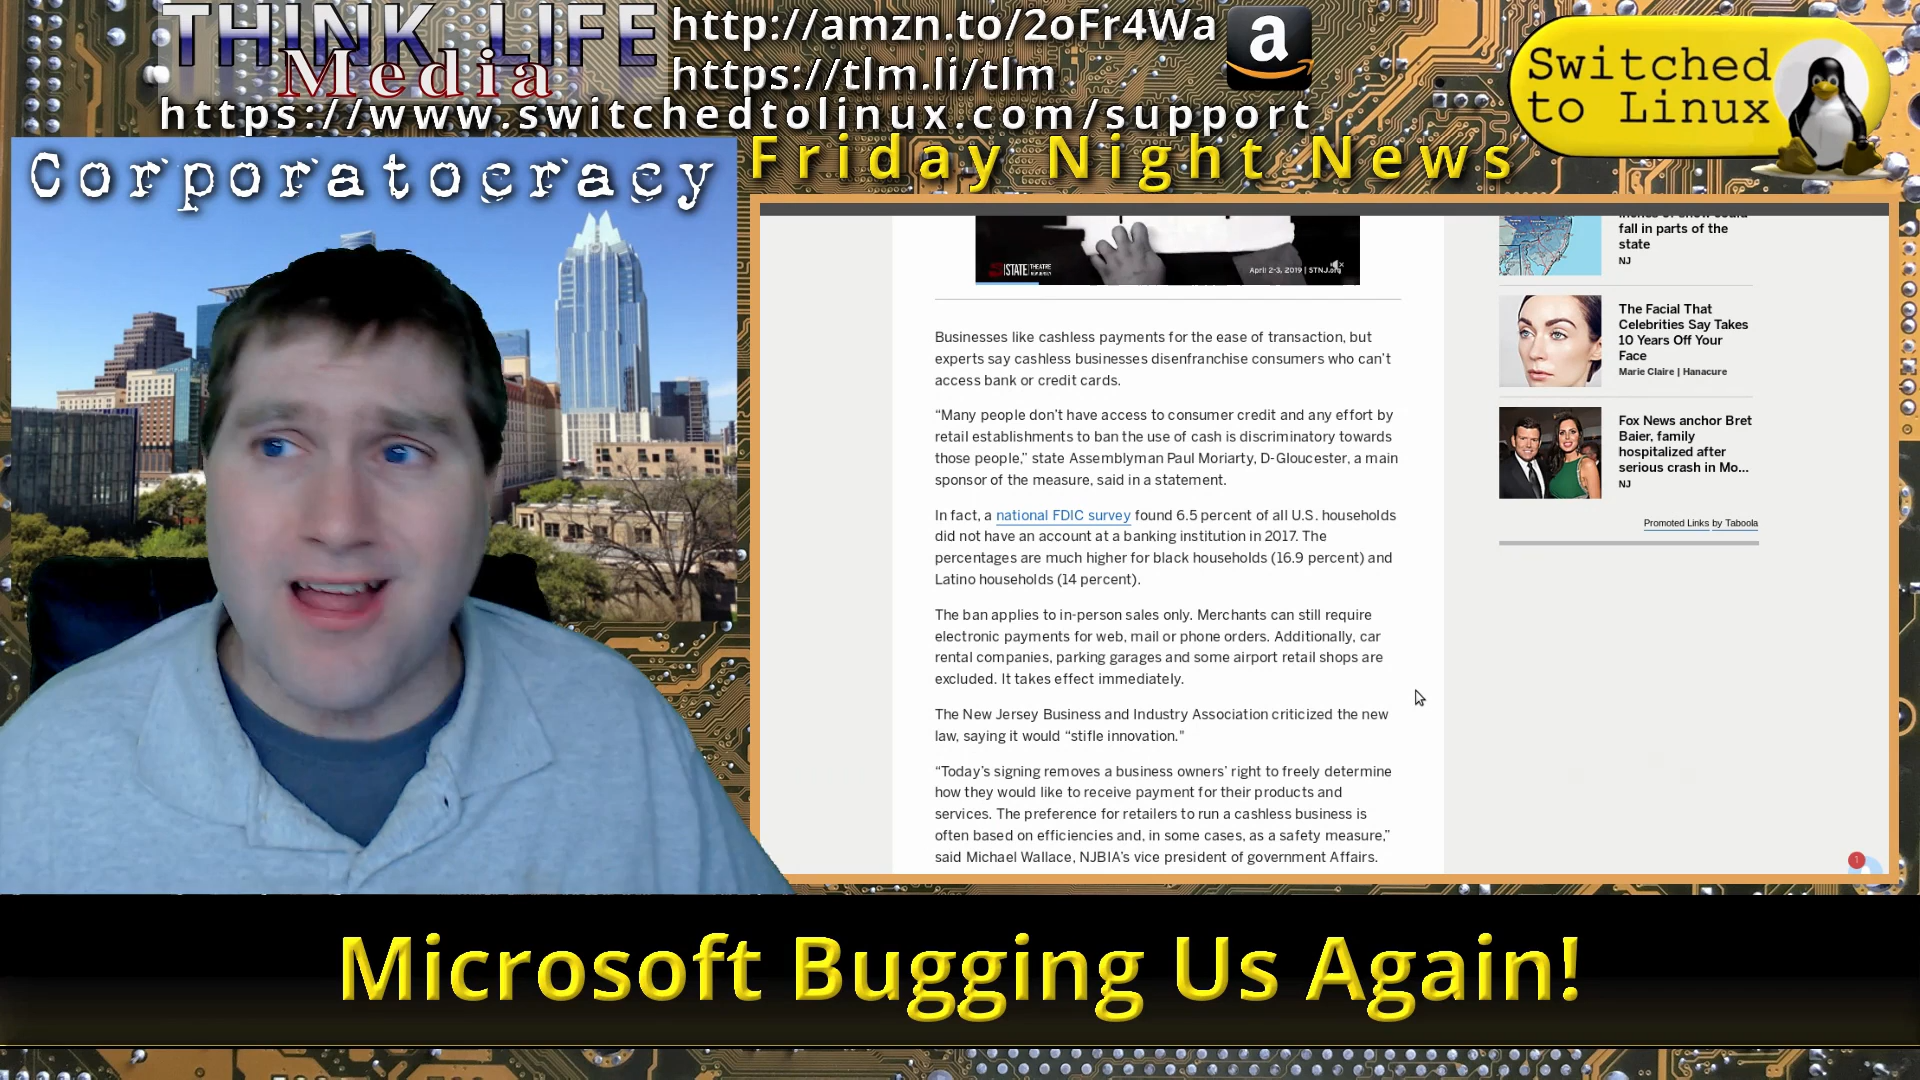 THINK LIFE
Media
http://amzn.to/2oFr4Wa
https://tlm.li/tlm
https://www.switchedtolinux.com/support
a
Switched
to Linux
Corporatocracy
Friday Night News
STATE THEATRE
April 2-3, 2019 | STNJ.org
Businesses like cashless payments for the ease of transaction, but
experts say cashless businesses disenfranchise consumers who can't
access bank or credit cards.
“Many people don’t have access to consumer credit and any effort by
retail establishments to ban the use of cash is discriminatory towards
those people,” state Assemblyman Paul Moriarty, D-Gloucester, a main
sponsor of the measure, said in a statement.
In fact, a national FDIC survey found 6.5 percent of all U.S. households
did not have an account at a banking institution in 2017. The
percentages are much higher for black households (16.9 percent) and
Latino households (14 percent).
The ban applies to in-person sales only. Merchants can still require
electronic payments for web, mail or phone orders. Additionally, car
rental companies, parking garages and some airport retail shops are
excluded. It takes effect immediately.
The New Jersey Business and Industry Association criticized the new
law, saying it would “stifle innovation."
“Today’s signing removes a business owners’ right to freely determine
how they would like to receive payment for their products and
services. The preference for retailers to run a cashless business is
often based on efficiencies and, in some cases, as a safety measure,”
said Michael Wallace, NJBIA’s vice president of government Affairs.
fall in parts of the
state
NJ
The Facial That
Celebrities Say Takes
10 Years Off Your
Face
Marie Claire | Hanacure
Fox News anchor Bret
Baier, family
hospitalized after
serious crash in Mo...
NJ
Promoted Links by Taboola
1
Microsoft Bugging Us Again!